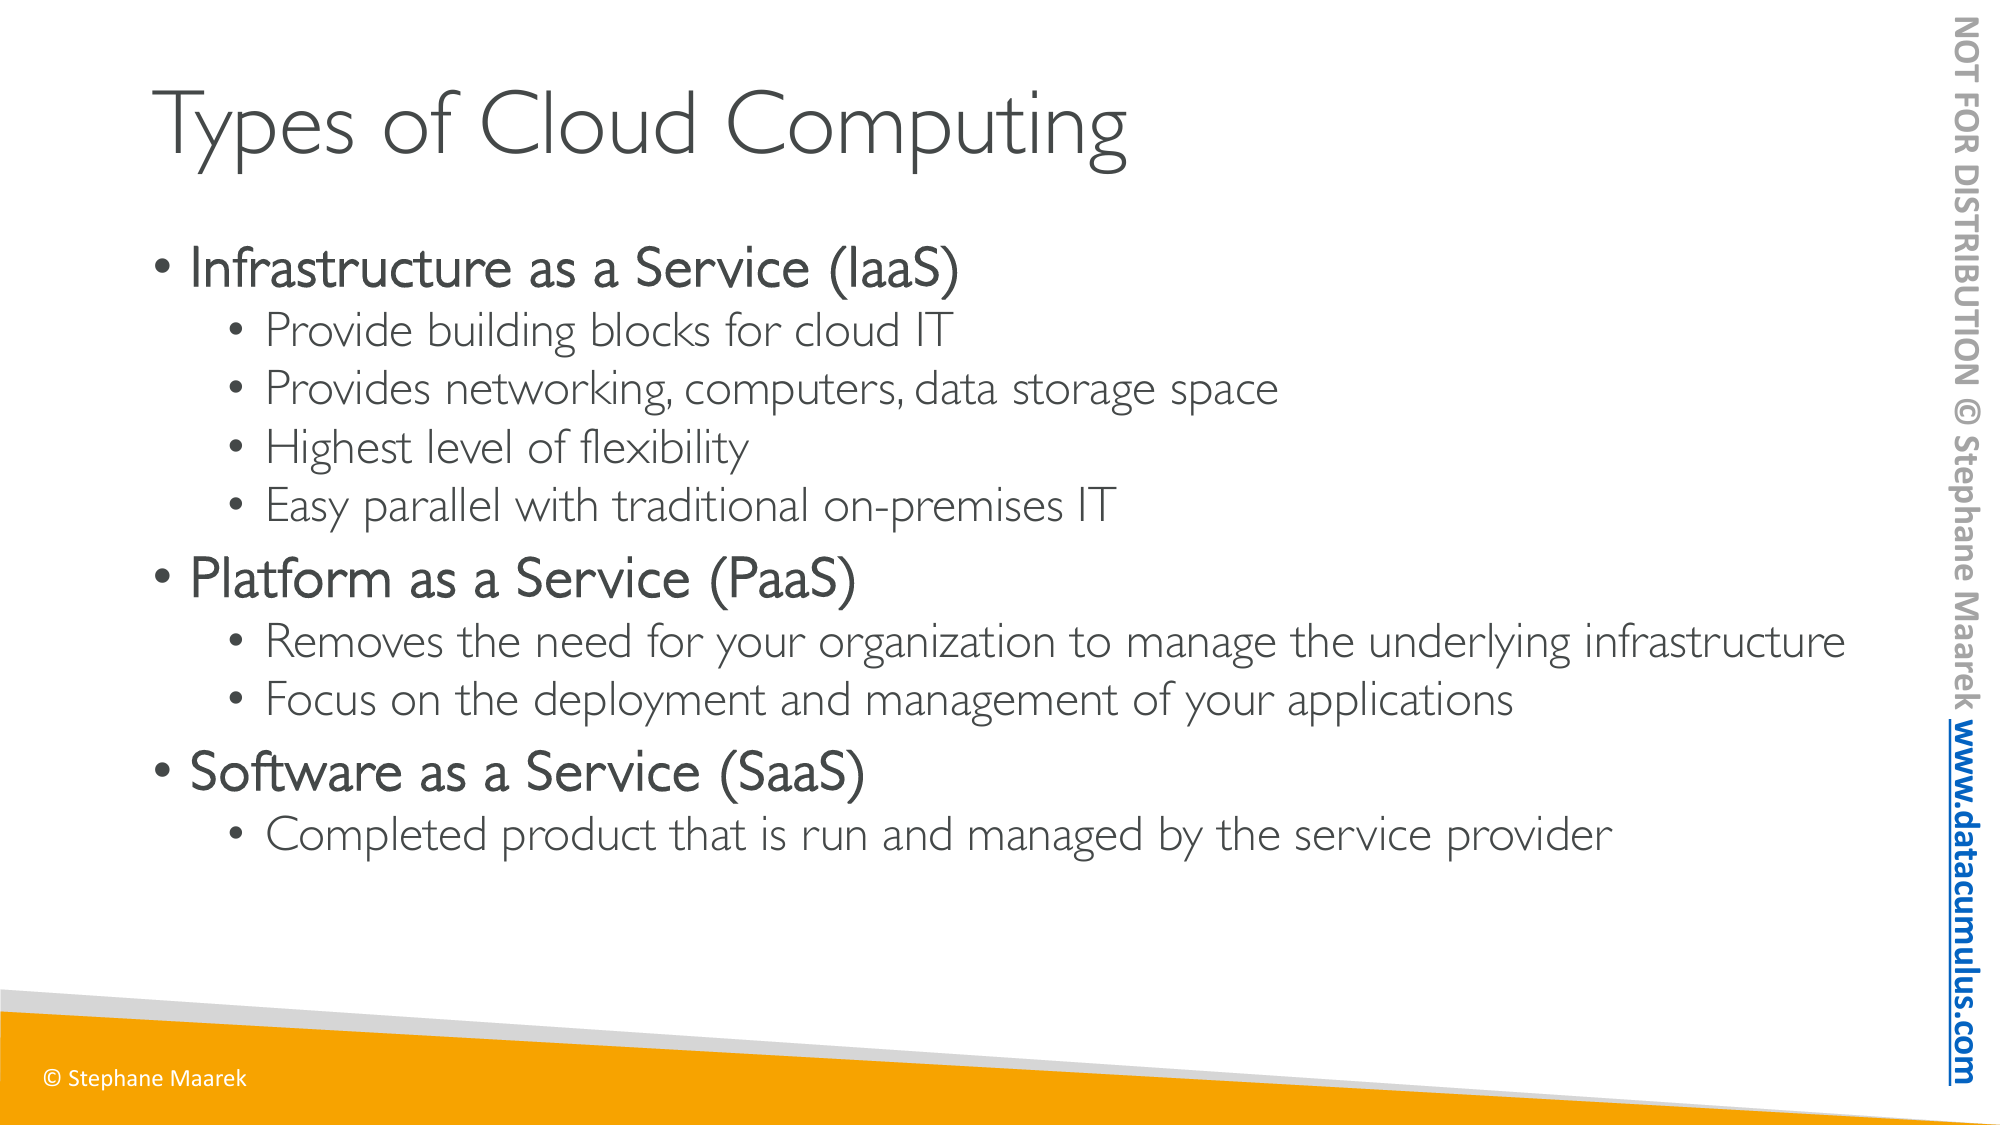 Types of Cloud Computing
• Infrastructure as a Service (IaaS)
• Provide building blocks for cloud IT
• Provides networking, computers, data storage space
• Highest level of flexibility
• Easy parallel with traditional on-premises IT
• Platform as a Service (PaaS)
• Removes the need for your organization to manage the underlying infrastructure
• Focus on the deployment and management of your applications
• Software as a Service (SaaS)
• Completed product that is run and managed by the service provider
© Stephane Maarek
NOT FOR DISTRIBUTION © Stephane Maarek www.datacumulus.com